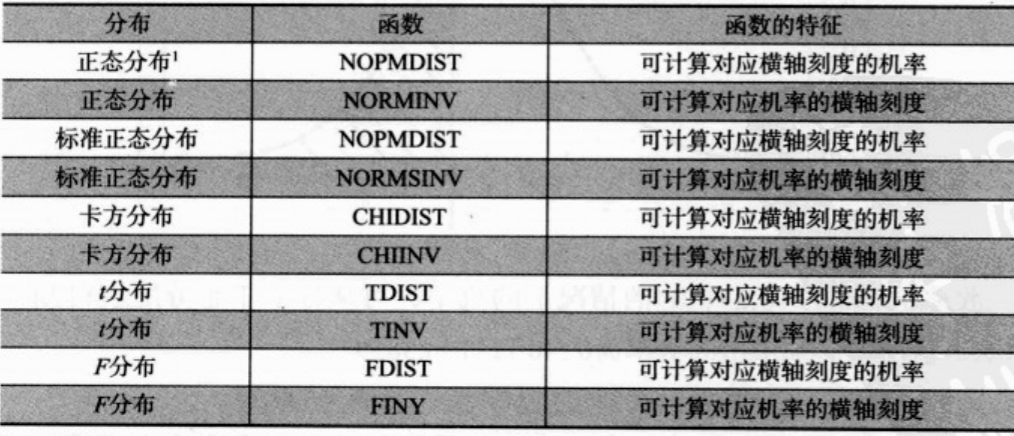 分布 函数 函数的特征
正态分布¹ NOPMDIST 可计算对应横轴刻度的机率
正态分布 NORMINV 可计算对应机率的横轴刻度
标准正态分布 NOPMDIST 可计算对应横轴刻度的机率
标准正态分布 NORMSINV 可计算对应机率的横轴刻度
卡方分布 CHIDIST 可计算对应横轴刻度的机率
卡方分布 CHIINV 可计算对应机率的横轴刻度
t分布 TDIST 可计算对应横轴刻度的机率
t分布 TINV 可计算对应机率的横轴刻度
F分布 FDIST 可计算对应横轴刻度的机率
F分布 FINY 可计算对应机率的横轴刻度